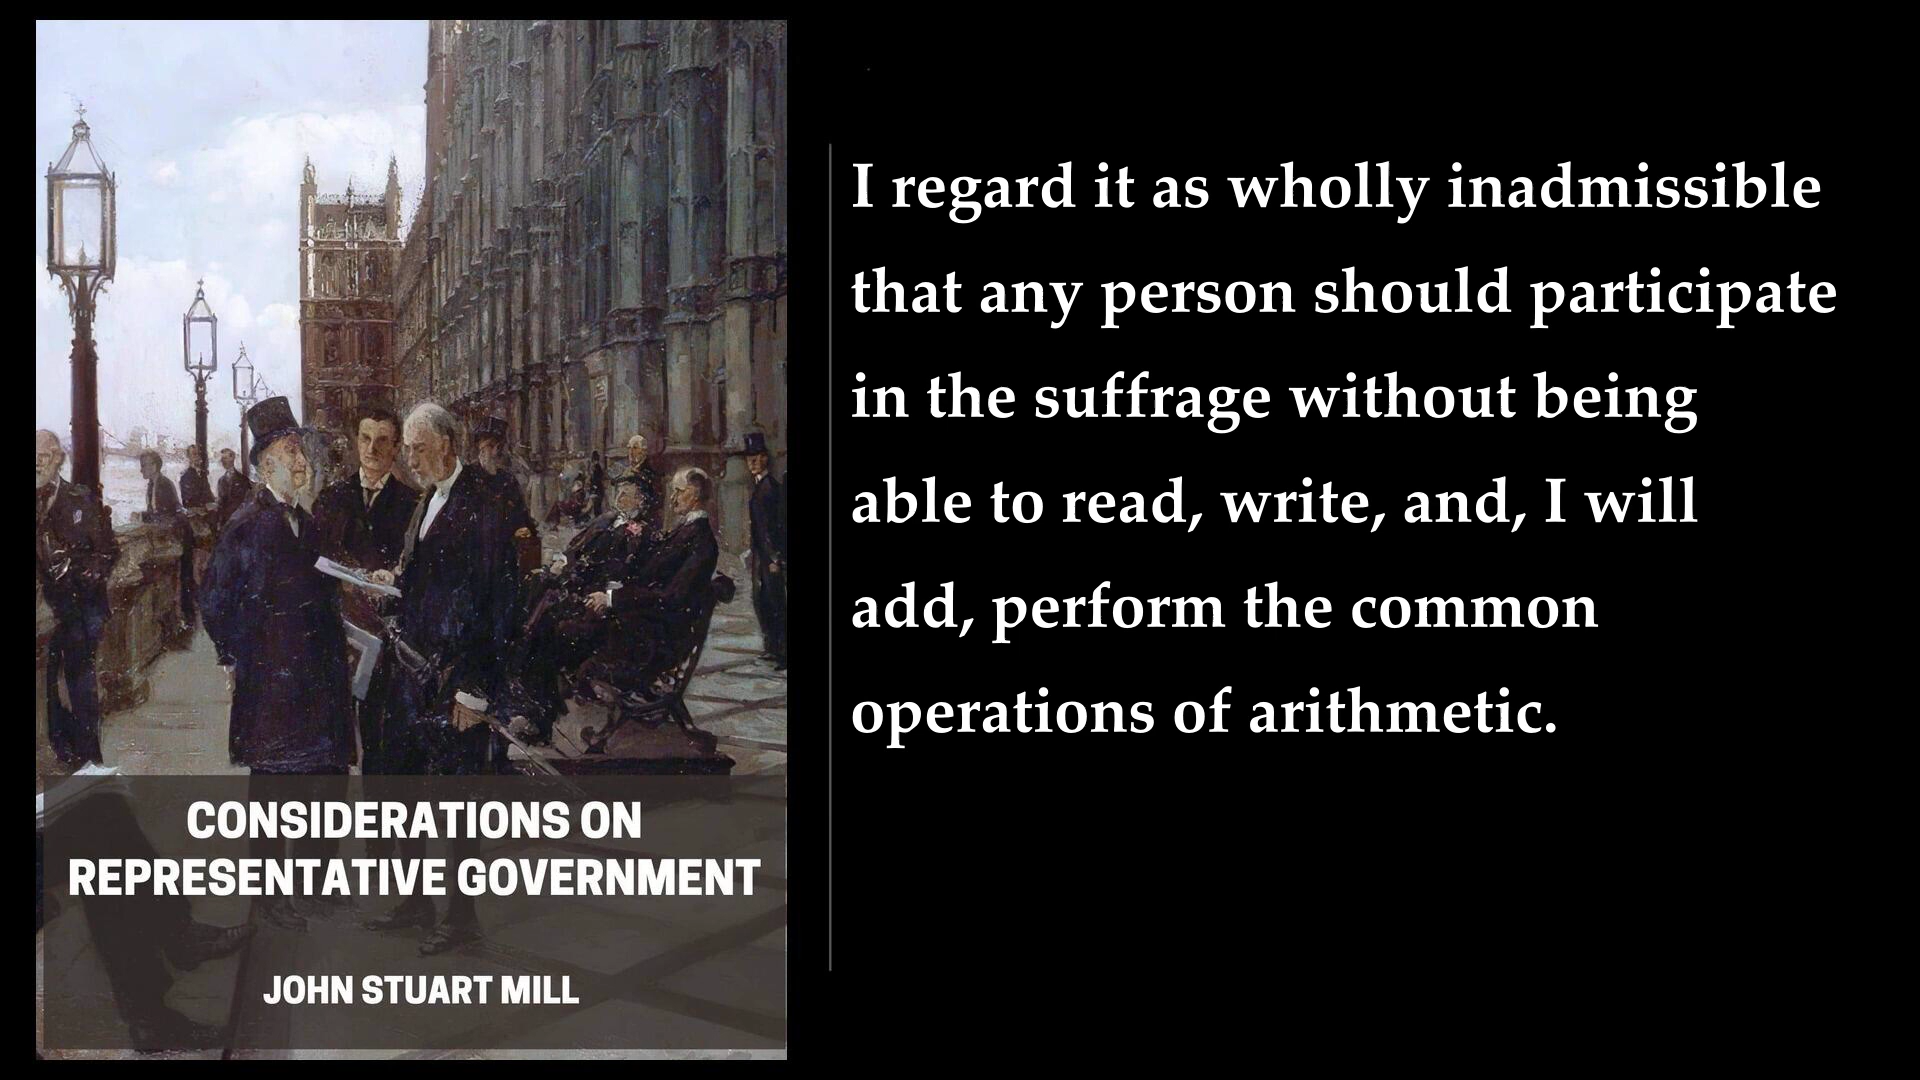 I regard it as wholly inadmissible
that any person should participate
in the suffrage without being
able to read, write, and, I will
add, perform the common
operations of arithmetic.
CONSIDERATIONS ON
REPRESENTATIVE GOVERNMENT
JOHN STUART MILL